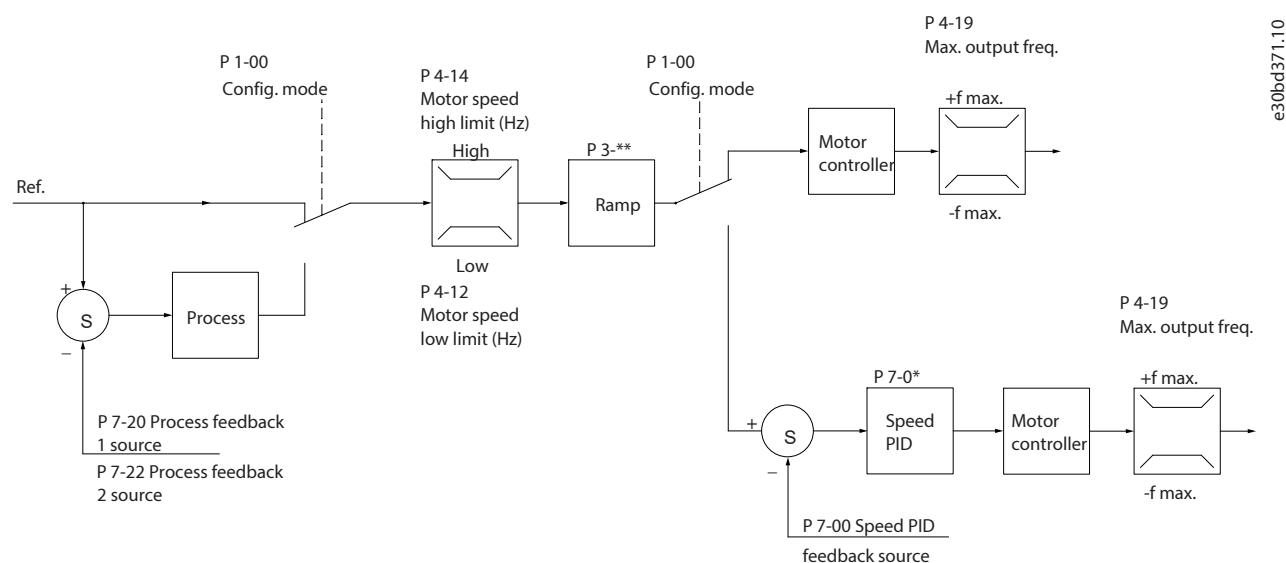 P 4-19
Max. output freq.
e30bd371.10
P 1-00
Config. mode
P 4-14
Motor speed
high limit (Hz)
High
P 3-**
P 1-00
Config. mode
+f max.
Motor
controller
Ref.
Ramp
-f max.
Low
P 4-12
Motor speed
low limit (Hz)
+
S
_
Process
P 4-19
Max. output freq.
P 7-20 Process feedback
1 source
P 7-22 Process feedback
2 source
P 7-0*
+f max.
+
S
_
Speed
PID
Motor
controller
-f max.
P 7-00 Speed PID
feedback source